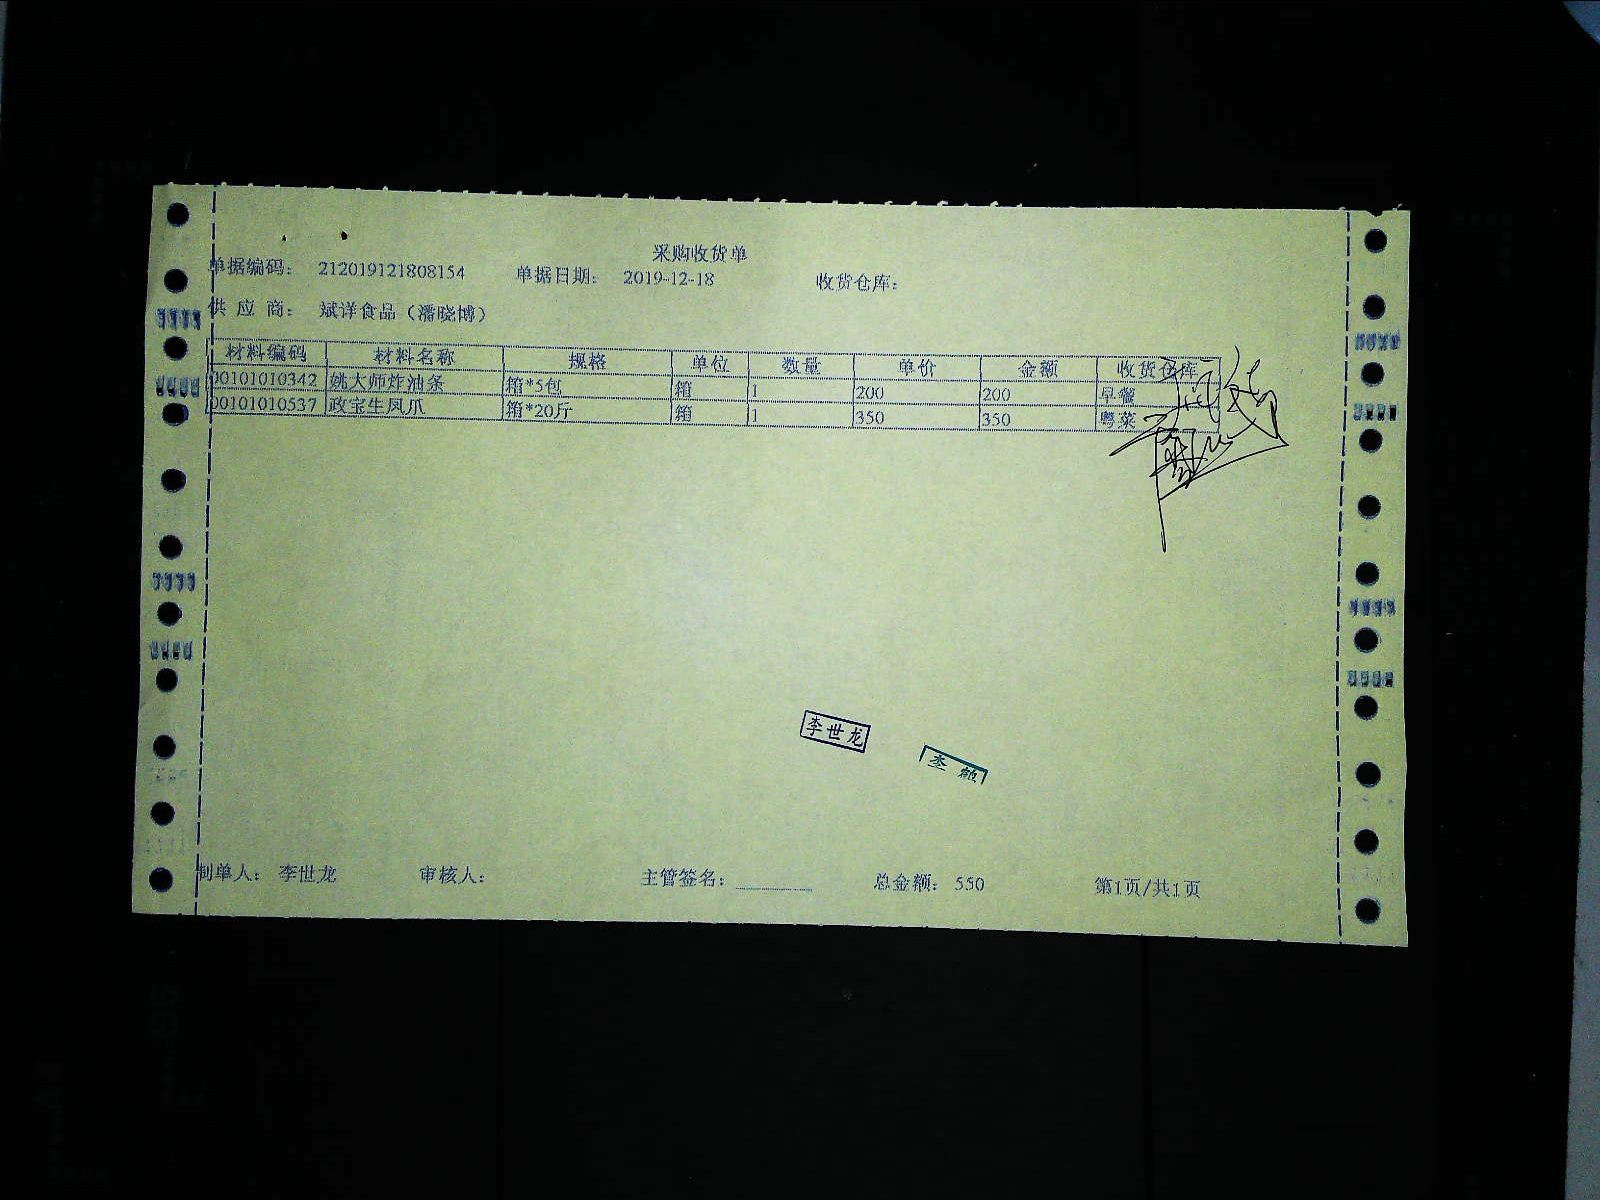 采购收货单
单据编码： 212019121808154 单据日期： 2019-12-18 收货仓库：
供 应 商： 斌洋食品（潘晓博）
材料编码 材料名称 规格 单位 数量 单价 金额 收货仓库
00101010342 姚大师炸油条 箱*5包 箱 1 200 200 早餐
00101010537 政宝生凤爪 箱*20斤 箱 1 350 350 粤菜
李世龙
制单人： 李世龙 审核人： 主管签名： 总金额： 550 第1页/共1页